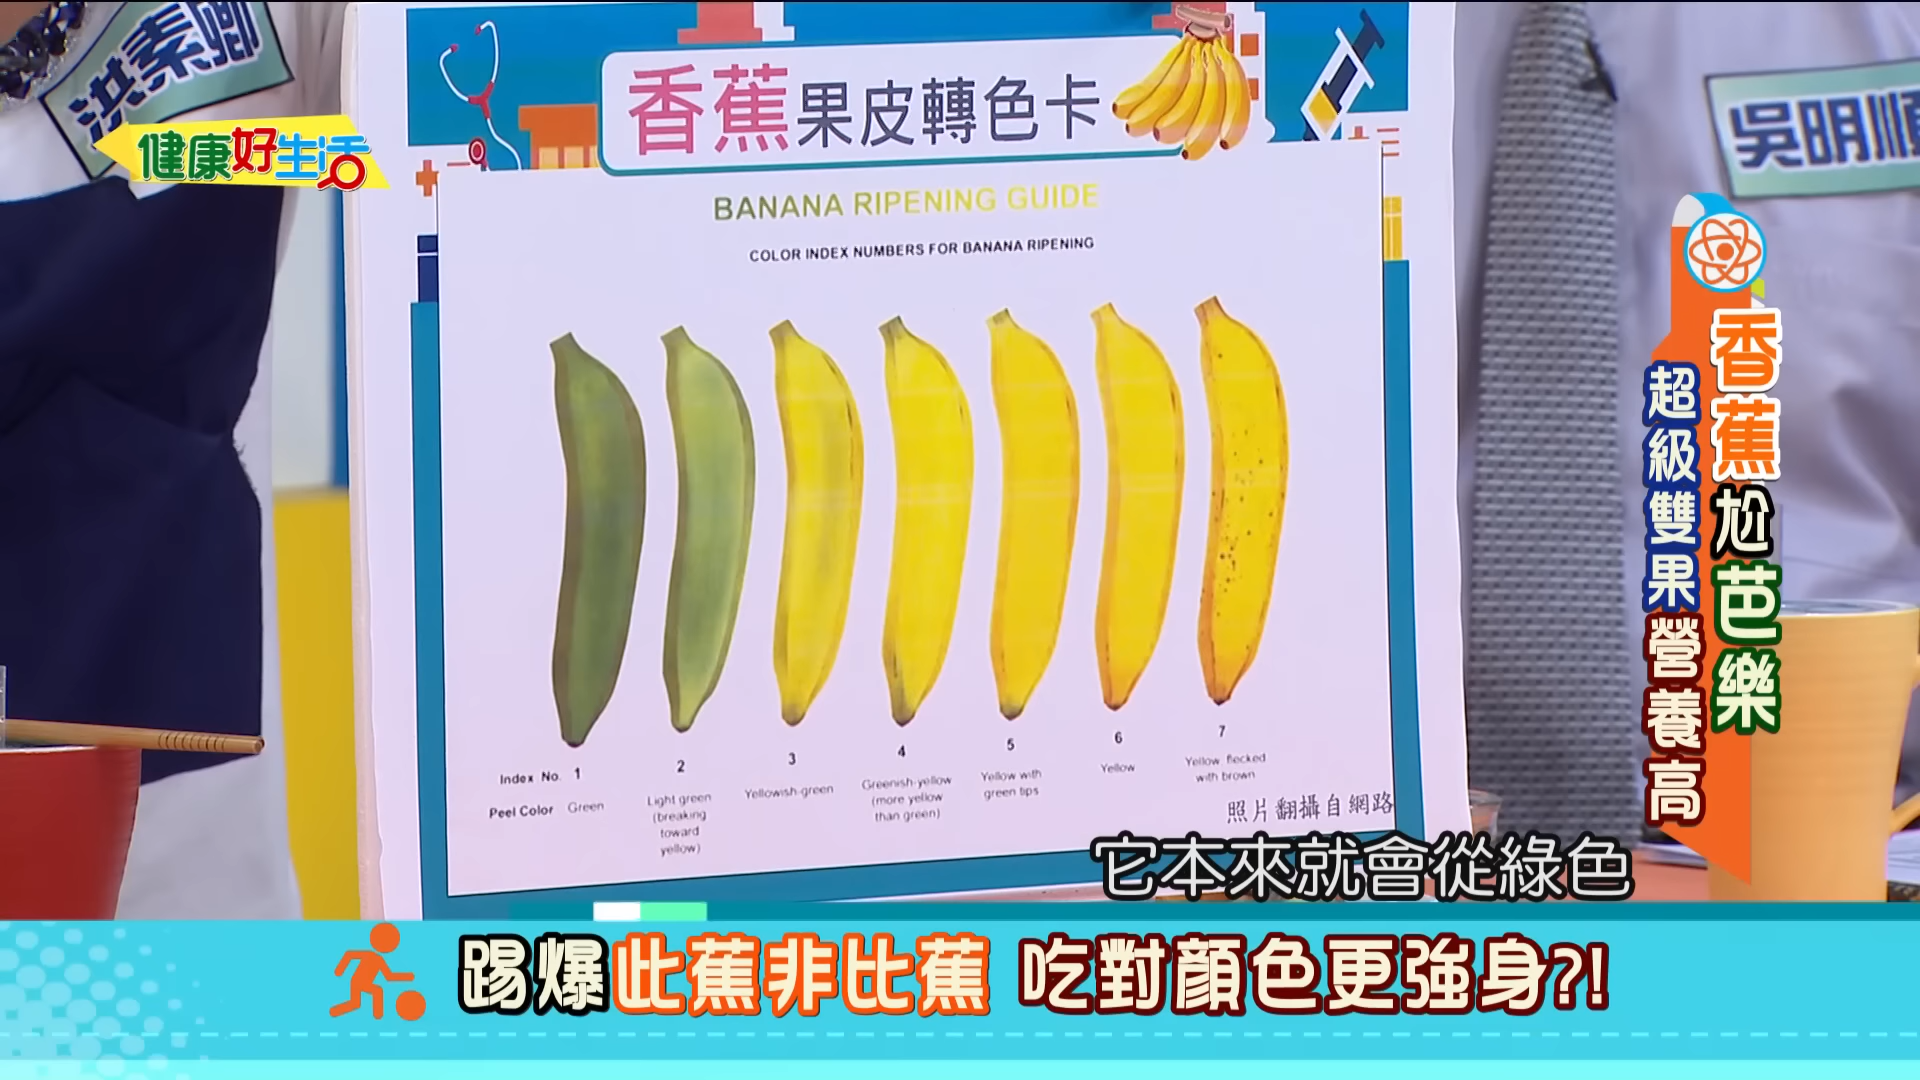 洪素卿
健康好生活
香蕉果皮轉色卡
吳明順
BANANA RIPENING GUIDE
COLOR INDEX NUMBERS FOR BANANA RIPENING
Index No. 1 2 3 4 5 6 7
Peel Color
Green
Light green
(breaking
toward
yellow)
Yellowish-green
Greenish-yellow
(more yellow
than green)
Yellow with
green tips
Yellow
Yellow flecked
with brown
照片翻攝自網路
香蕉尬芭樂
超級雙果營養高
它本來就會從綠色
踢爆此蕉非比蕉 吃對顏色更強身?!